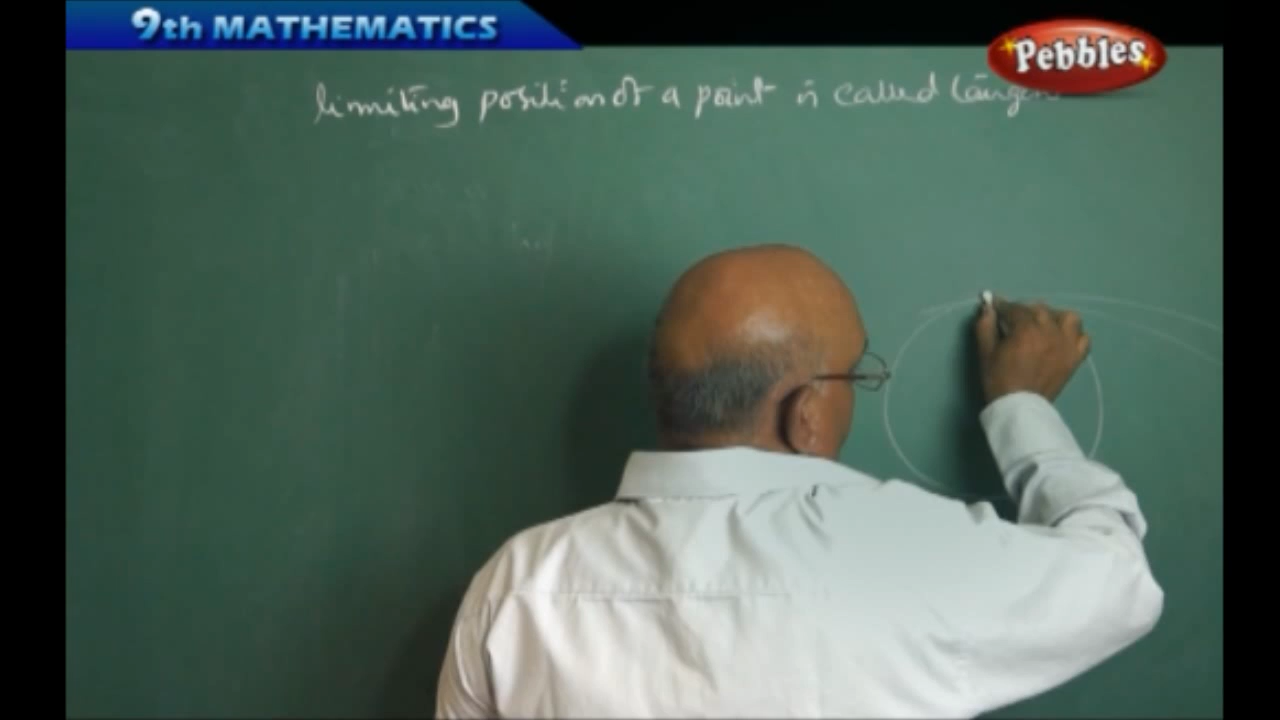 9th MATHEMATICS
Pebbles
limiting position of a point is called